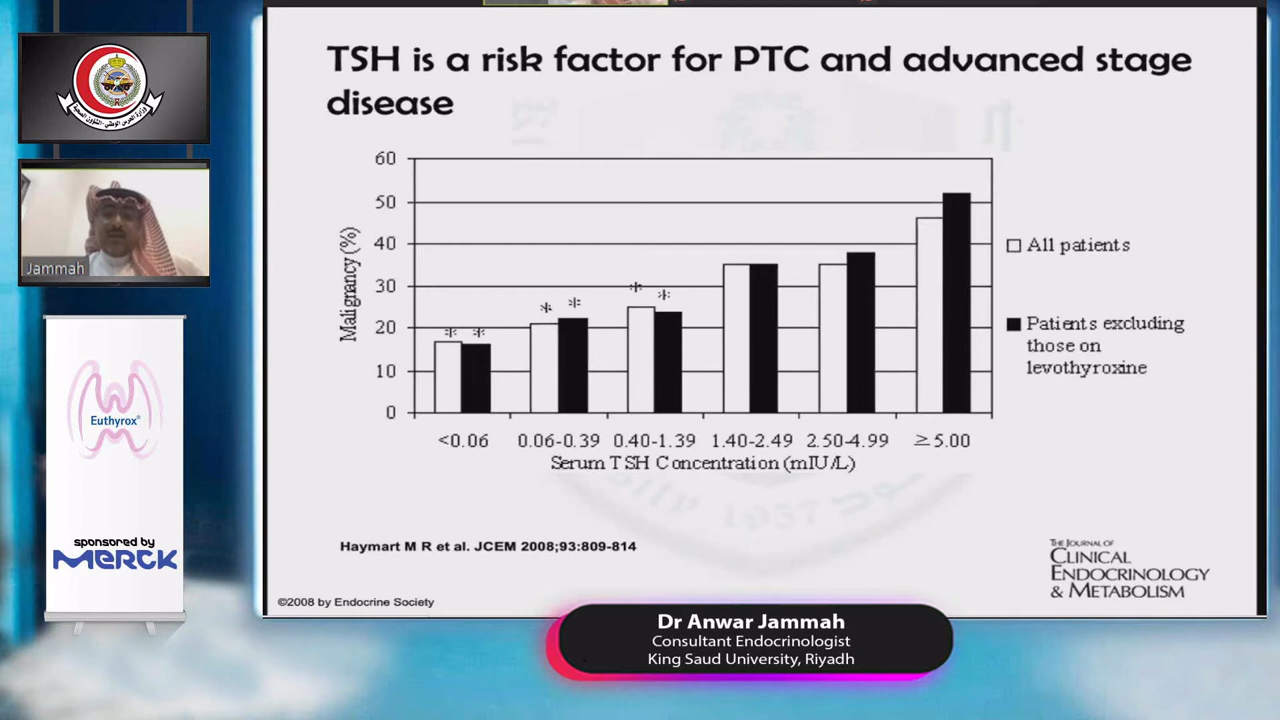 TSH is a risk factor for PTC and advanced stage
disease
Malignancy (%)
60
50
40
30
20
10
0
* * * * * *
<0.06 0.06-0.39 0.40-1.39 1.40-2.49 2.50-4.99 ≥5.00
Serum TSH Concentration (mIU/L)
All patients
Patients excluding
those on
levothyroxine
Haymart M R et al. JCEM 2008;93:809-814
THE JOURNAL OF
CLINICAL
ENDOCRINOLOGY
& METABOLISM
©2008 by Endocrine Society
Jammah
Euthyrox®
sponsored by
MERCK
Dr Anwar Jammah
Consultant Endocrinologist
King Saud University, Riyadh
1957